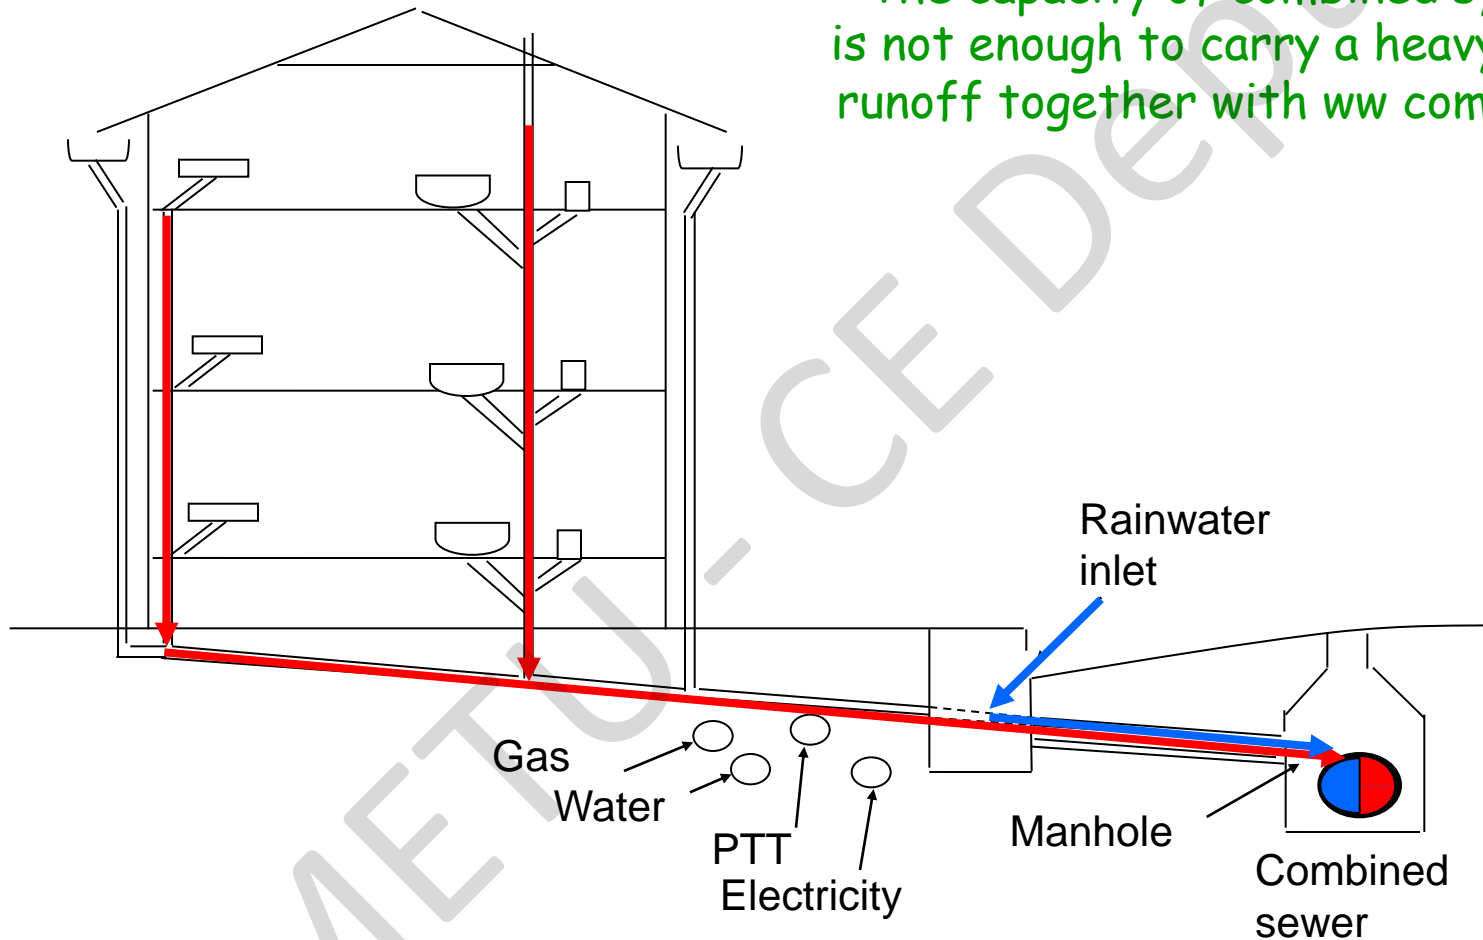 is not enough to carry a heavy
runoff together with ww com
METU - CE Dep
Rainwater
inlet
Gas
Water
PTT
Electricity
Manhole
Combined
sewer